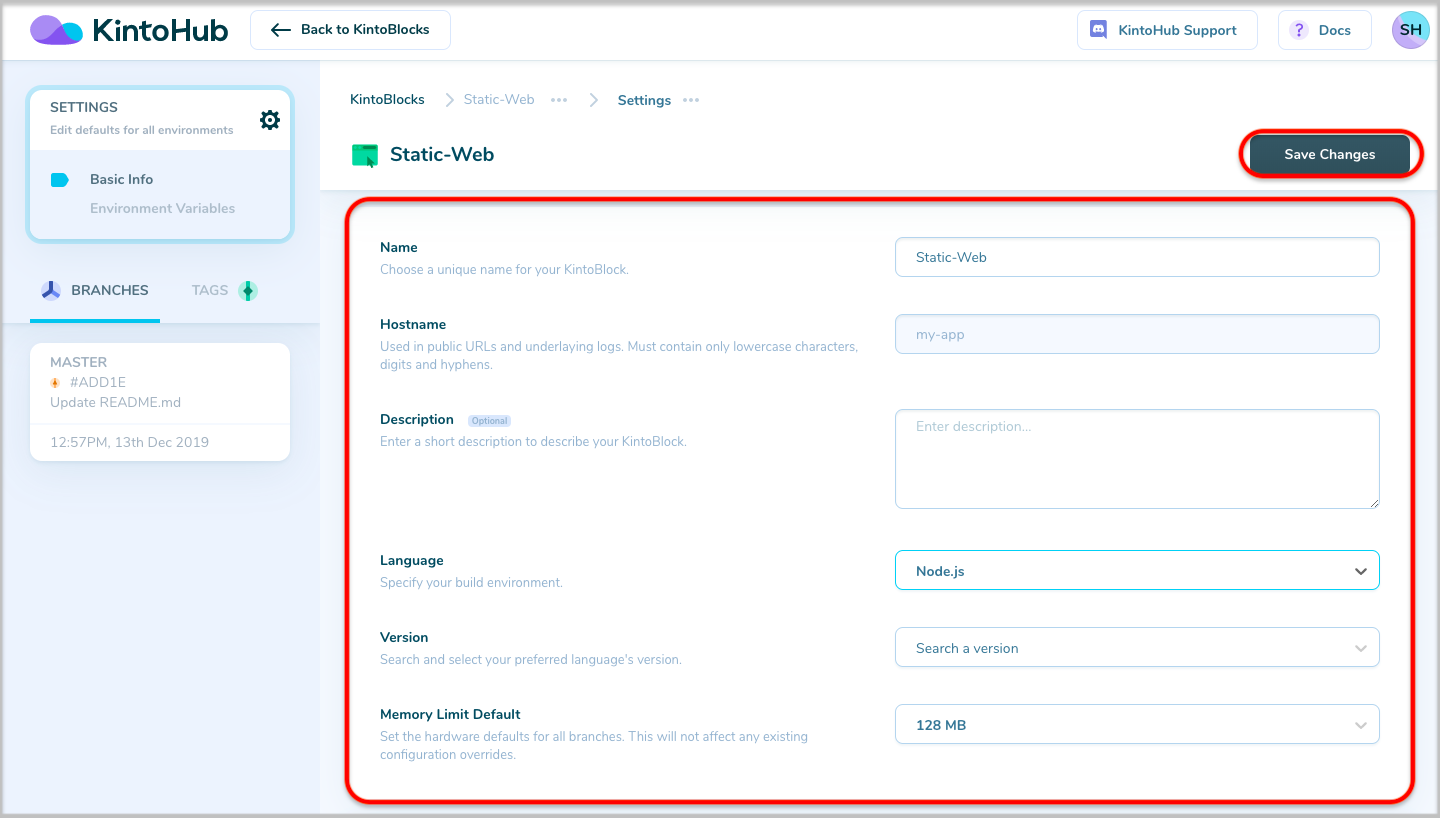 KintoHub
Back to KintoBlocks
KintoHub Support
? Docs
SH
SETTINGS
Edit defaults for all environments
Basic Info
Environment Variables
BRANCHES
TAGS
MASTER
#ADD1E
Update README.md
12:57PM, 13th Dec 2019
KintoBlocks
Static-Web •••
Settings •••
Static-Web
Save Changes
Name
Choose a unique name for your KintoBlock.
Static-Web
Hostname
Used in public URLs and underlaying logs. Must contain only lowercase characters,
digits and hyphens.
my-app
Description Optional
Enter a short description to describe your KintoBlock.
Enter description...
Language
Specify your build environment.
Node.js
Version
Search and select your preferred language's version.
Search a version
Memory Limit Default
Set the hardware defaults for all branches. This will not affect any existing
configuration overrides.
128 MB